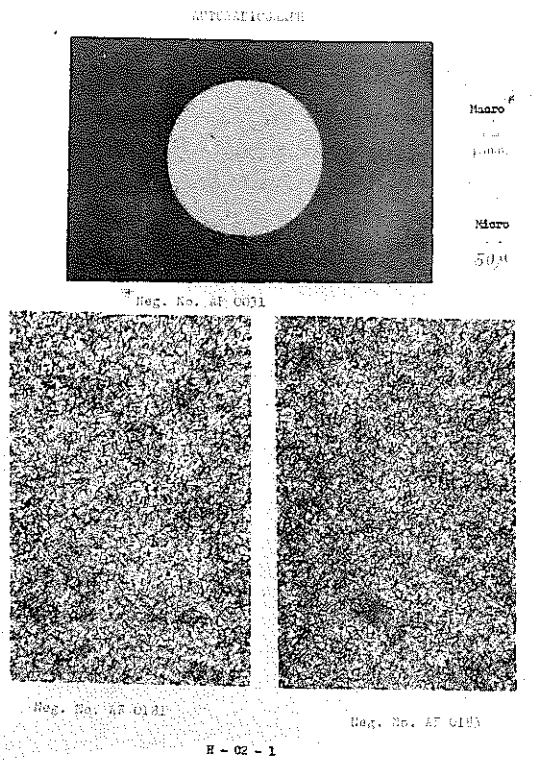 AUTORADIOGRAPH
Macro
Micro
50µ
Neg. No. AF 0031
Neg. No. AF 0181
Neg. No. AF 0183
H - 02 - 1